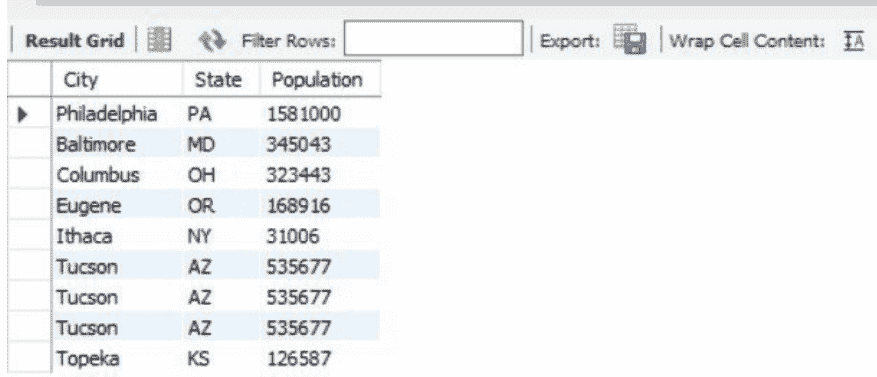 Result Grid Filter Rows: Export: Wrap Cell Content: IA
City State Population
Philadelphia PA 1581000
Baltimore MD 345043
Columbus OH 323443
Eugene OR 168916
Ithaca NY 31006
Tucson AZ 535677
Tucson AZ 535677
Tucson AZ 535677
Topeka KS 126587